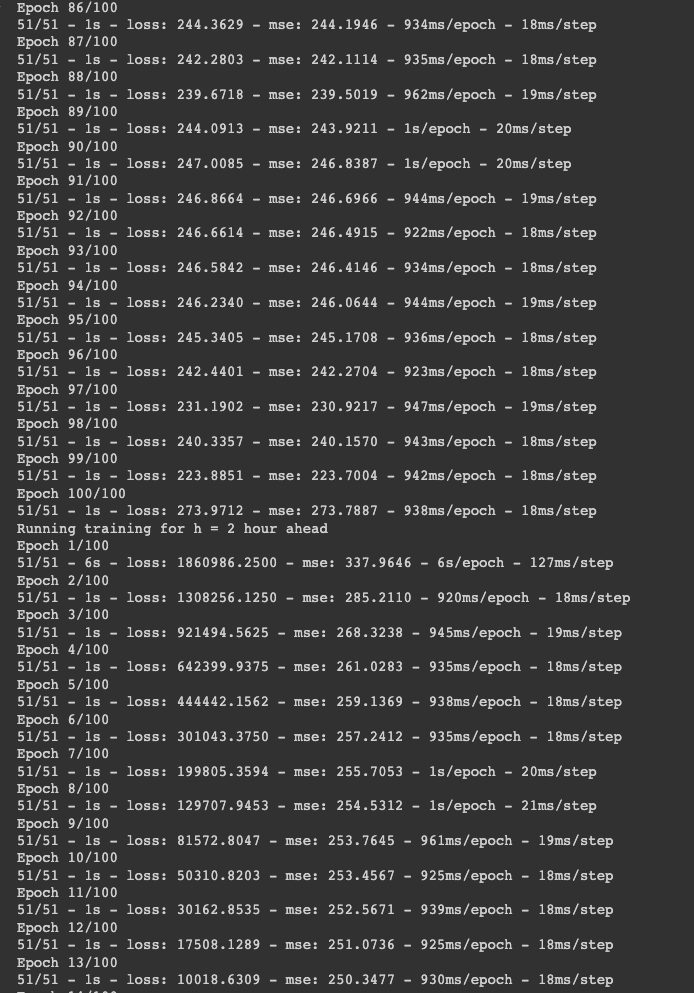 Epoch 86/100
51/51 - 1s - loss: 244.3629 - mse: 244.1946 - 934ms/epoch - 18ms/step
Epoch 87/100
51/51 - 1s - loss: 242.2803 - mse: 242.1114 - 935ms/epoch - 18ms/step
Epoch 88/100
51/51 - 1s - loss: 239.6718 - mse: 239.5019 - 962ms/epoch - 19ms/step
Epoch 89/100
51/51 - 1s - loss: 244.0913 - mse: 243.9211 - 1s/epoch - 20ms/step
Epoch 90/100
51/51 - 1s - loss: 247.0085 - mse: 246.8387 - 1s/epoch - 20ms/step
Epoch 91/100
51/51 - 1s - loss: 246.8664 - mse: 246.6966 - 944ms/epoch - 19ms/step
Epoch 92/100
51/51 - 1s - loss: 246.6614 - mse: 246.4915 - 922ms/epoch - 18ms/step
Epoch 93/100
51/51 - 1s - loss: 246.5842 - mse: 246.4146 - 934ms/epoch - 18ms/step
Epoch 94/100
51/51 - 1s - loss: 246.2340 - mse: 246.0644 - 944ms/epoch - 19ms/step
Epoch 95/100
51/51 - 1s - loss: 245.3405 - mse: 245.1708 - 936ms/epoch - 18ms/step
Epoch 96/100
51/51 - 1s - loss: 242.4401 - mse: 242.2704 - 923ms/epoch - 18ms/step
Epoch 97/100
51/51 - 1s - loss: 231.1902 - mse: 230.9217 - 947ms/epoch - 19ms/step
Epoch 98/100
51/51 - 1s - loss: 240.3357 - mse: 240.1570 - 943ms/epoch - 18ms/step
Epoch 99/100
51/51 - 1s - loss: 223.8851 - mse: 223.7004 - 942ms/epoch - 18ms/step
Epoch 100/100
51/51 - 1s - loss: 273.9712 - mse: 273.7887 - 938ms/epoch - 18ms/step
Running training for h = 2 hour ahead
Epoch 1/100
51/51 - 6s - loss: 1860986.2500 - mse: 337.9646 - 6s/epoch - 127ms/step
Epoch 2/100
51/51 - 1s - loss: 1308256.1250 - mse: 285.2110 - 920ms/epoch - 18ms/step
Epoch 3/100
51/51 - 1s - loss: 921494.5625 - mse: 268.3238 - 945ms/epoch - 19ms/step
Epoch 4/100
51/51 - 1s - loss: 642399.9375 - mse: 261.0283 - 935ms/epoch - 18ms/step
Epoch 5/100
51/51 - 1s - loss: 444442.1562 - mse: 259.1369 - 938ms/epoch - 18ms/step
Epoch 6/100
51/51 - 1s - loss: 301043.3750 - mse: 257.2412 - 935ms/epoch - 18ms/step
Epoch 7/100
51/51 - 1s - loss: 199805.3594 - mse: 255.7053 - 1s/epoch - 20ms/step
Epoch 8/100
51/51 - 1s - loss: 129707.9453 - mse: 254.5312 - 1s/epoch - 21ms/step
Epoch 9/100
51/51 - 1s - loss: 81572.8047 - mse: 253.7645 - 961ms/epoch - 19ms/step
Epoch 10/100
51/51 - 1s - loss: 50310.8203 - mse: 253.4567 - 925ms/epoch - 18ms/step
Epoch 11/100
51/51 - 1s - loss: 30162.8535 - mse: 252.5671 - 939ms/epoch - 18ms/step
Epoch 12/100
51/51 - 1s - loss: 17508.1289 - mse: 251.0736 - 925ms/epoch - 18ms/step
Epoch 13/100
51/51 - 1s - loss: 10018.6309 - mse: 250.3477 - 930ms/epoch - 18ms/step